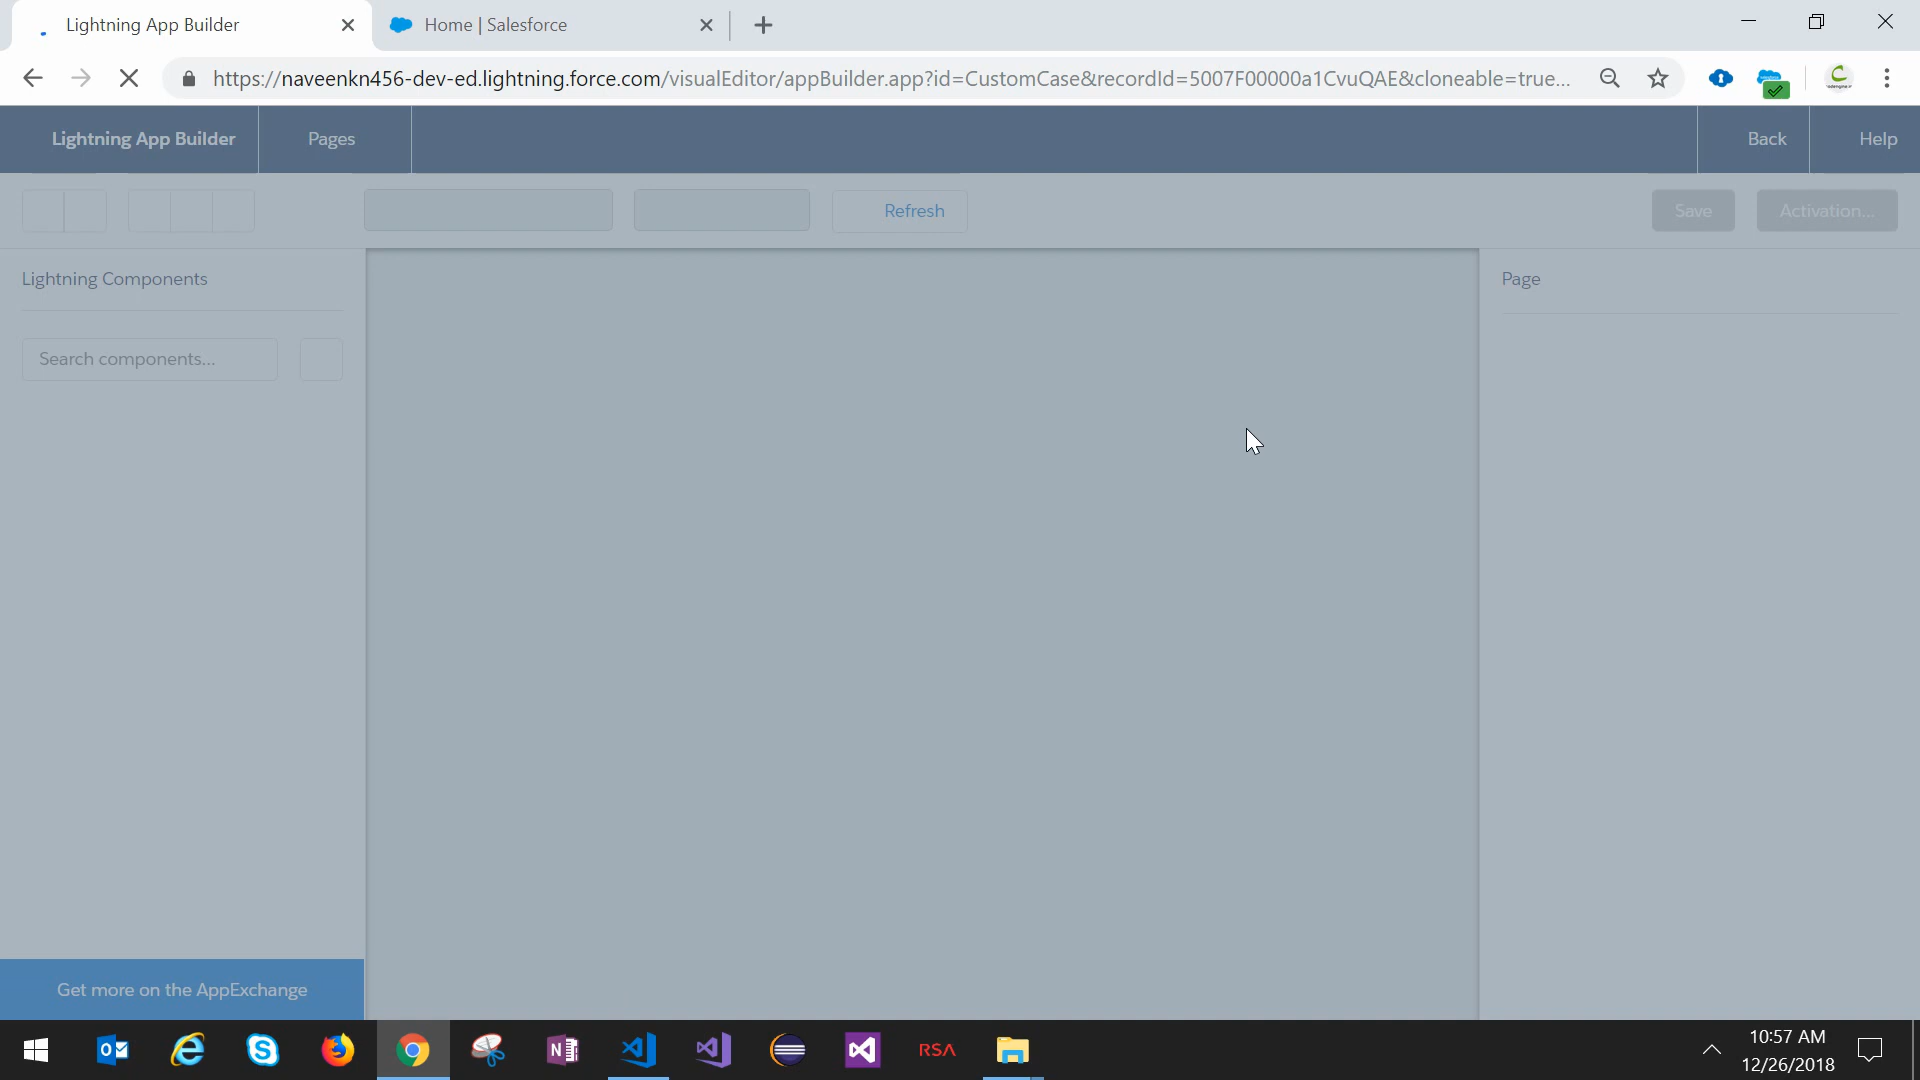 Lightning App Builder
Home | Salesforce
https://naveenkn456-dev-ed.lightning.force.com/visualEditor/appBuilder.app?id=CustomCase&recordId=5007F00000a1CvuQAE&cloneable=true...
Lightning App Builder
Pages
Back
Help
Refresh
Save
Activation...
Lightning Components
Page
Search components...
Get more on the AppExchange
RSA
10:57 AM
12/26/2018